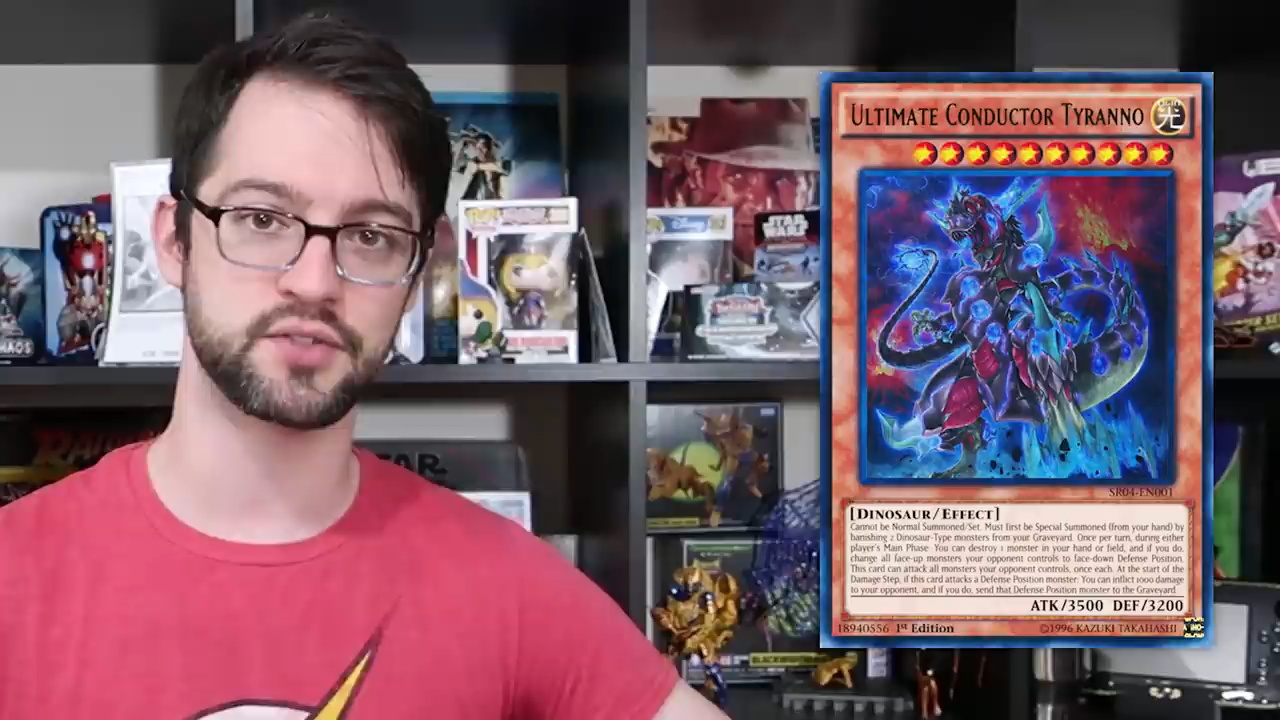 ULTIMATE CONDUCTOR TYRANNO
光
SR04-EN001
[DINOSAUR/EFFECT]
Cannot be Normal Summoned/Set. Must first be Special Summoned (from your hand) by
banishing 2 Dinosaur-Type monsters from your Graveyard. Once per turn, during either
player's Main Phase: You can destroy 1 monster in your hand or field, and if you do,
change all face-up monsters your opponent controls to face-down Defense Position.
This card can attack all monsters your opponent controls, once each. At the start of the
Damage Step, if this card attacks a Defense Position monster: You can inflict 1000 damage
to your opponent, and if you do, send that Defense Position monster to the Graveyard.
ATK/3500 DEF/3200
18940556 1st Edition ©1996 KAZUKI TAKAHASHI
POP!
Disney
STAR
WARS
HAOS